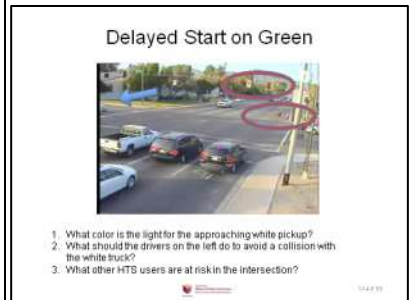 Delayed Start on Green
1. What color is the light for the approaching white pickup?
2. What should the drivers on the left do to avoid a collision with
the white truck?
3. What other HTS users are at risk in the intersection?